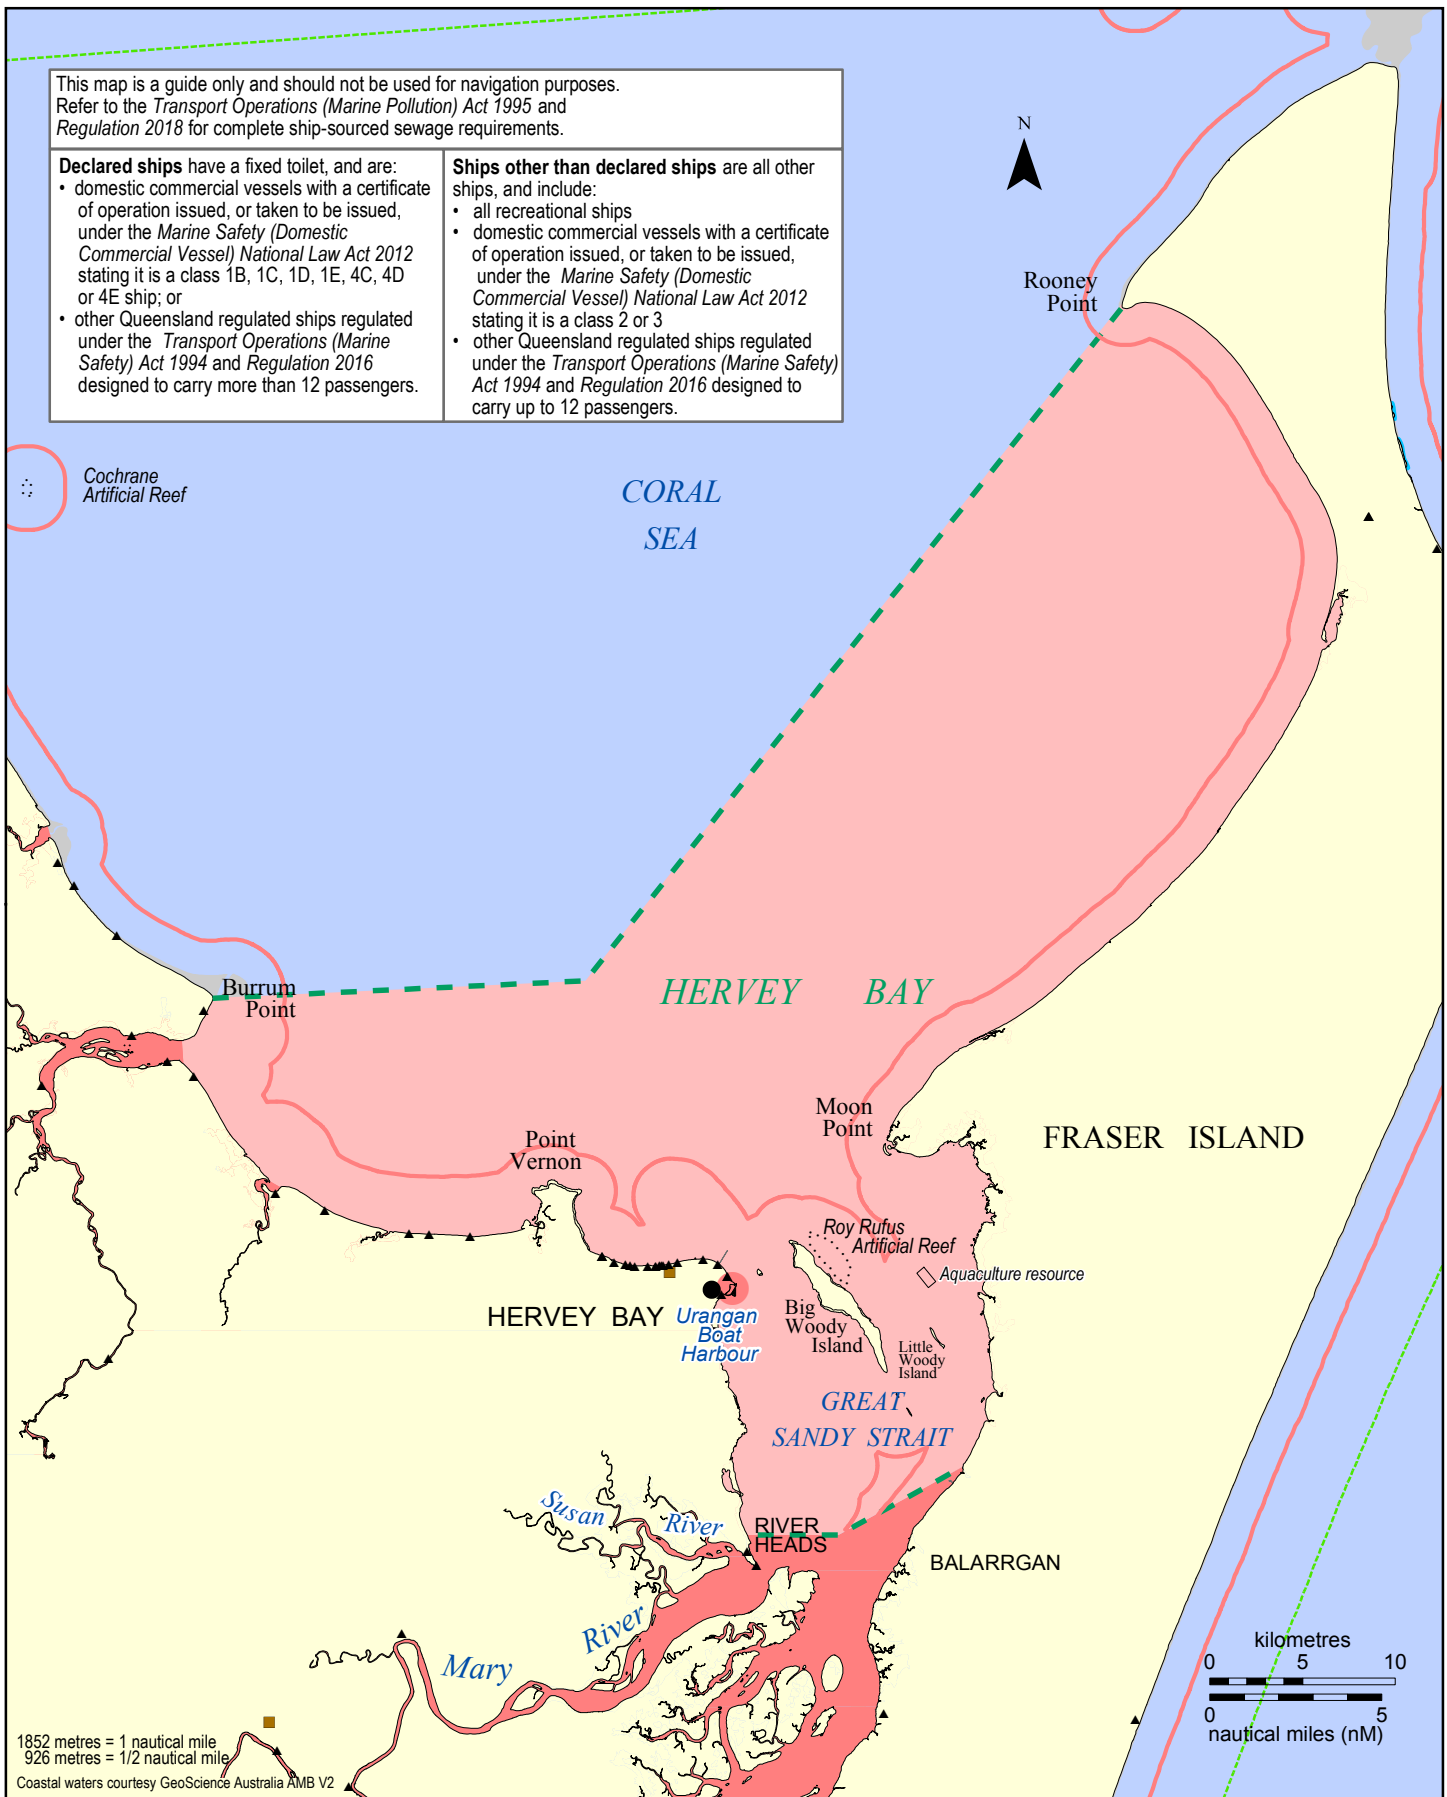 This map is a guide only and should not be used for navigation purposes.
Refer to the Transport Operations (Marine Pollution) Act 1995 and
Regulation 2018 for complete ship-sourced sewage requirements.
Declared ships have a fixed toilet, and are:
• domestic commercial vessels with a certificate
of operation issued, or taken to be issued,
under the Marine Safety (Domestic
Commercial Vessel) National Law Act 2012
stating it is a class 1B, 1C, 1D, 1E, 4C, 4D
or 4E ship; or
• other Queensland regulated ships regulated
under the Transport Operations (Marine
Safety) Act 1994 and Regulation 2016
designed to carry more than 12 passengers.
Ships other than declared ships are all other
ships, and include:
• all recreational ships
• domestic commercial vessels with a certificate
of operation issued, or taken to be issued,
under the Marine Safety (Domestic
Commercial Vessel) National Law Act 2012
stating it is a class 2 or 3
• other Queensland regulated ships regulated
under the Transport Operations (Marine Safety)
Act 1994 and Regulation 2016 designed to
carry up to 12 passengers.
N
Rooney
Point
Cochrane
Artificial Reef
CORAL
SEA
Burrum
Point
HERVEY BAY
Moon
Point
FRASER ISLAND
Point
Vernon
Roy Rufus
Artificial Reef
Aquaculture resource
HERVEY BAY
Urangan
Boat
Harbour
Big
Woody
Island
Little
Woody
Island
GREAT
SANDY STRAIT
Susan River
RIVER
HEADS
BALARRGAN
Mary River
kilometres
0 5 10
0 5
nautical miles (nM)
1852 metres = 1 nautical mile
926 metres = 1/2 nautical mile
Coastal waters courtesy GeoScience Australia AMB V2